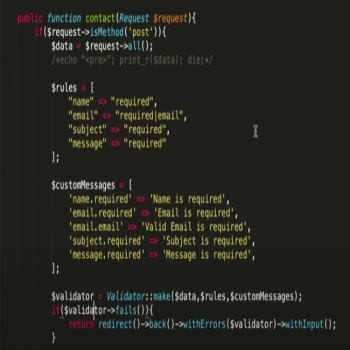 public function contact(Request $request){
if($request->isMethod('post')){
$data = $request->all();
/*echo "<pre>"; print_r($data); die;*/
$rules = [
"name" => "required",
"email" => "required|email",
"subject" => "required",
"message" => "required"
];
$customMessages = [
'name.required' => 'Name is required',
'email.required' => 'Email is required',
'email.email' => 'Valid Email is required',
'subject.required' => 'Subject is required',
'message.required' => 'Message is required',
];
$validator = Validator::make($data,$rules,$customMessages);
if($validator->fails()){
return redirect()->back()->withErrors($validator)->withInput();
}